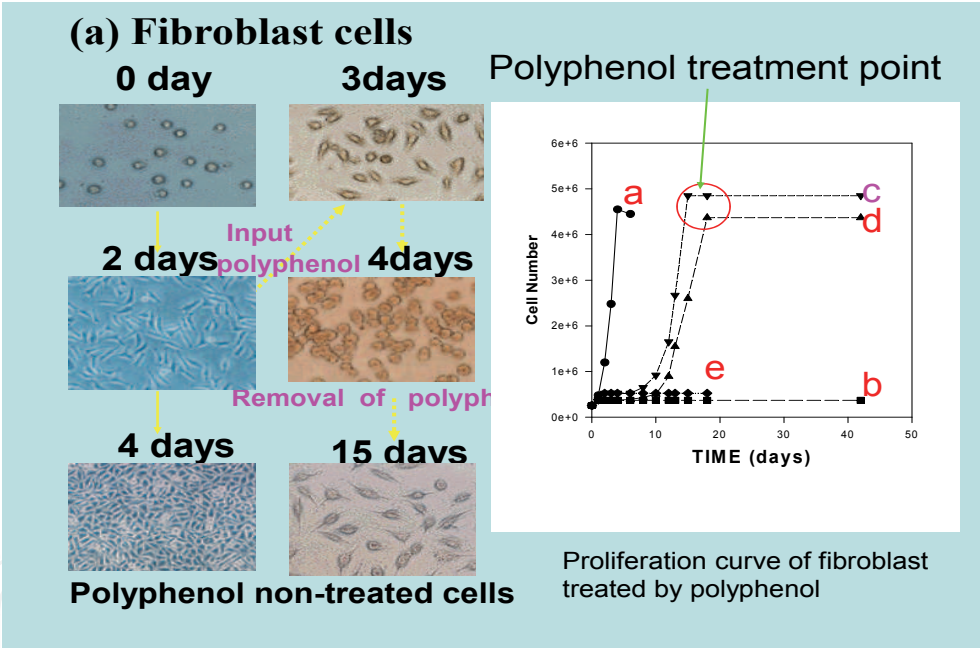 (a) Fibroblast cells
0 day
3days
Input
polyphenol
2 days
4days
Removal of polyph
4 days
15 days
Polyphenol non-treated cells
Polyphenol treatment point
6e+6
5e+6
4e+6
3e+6
2e+6
1e+6
0e+0
Cell Number
a
c
d
e
b
0
10
20
30
40
50
TIME (days)
Proliferation curve of fibroblast
treated by polyphenol